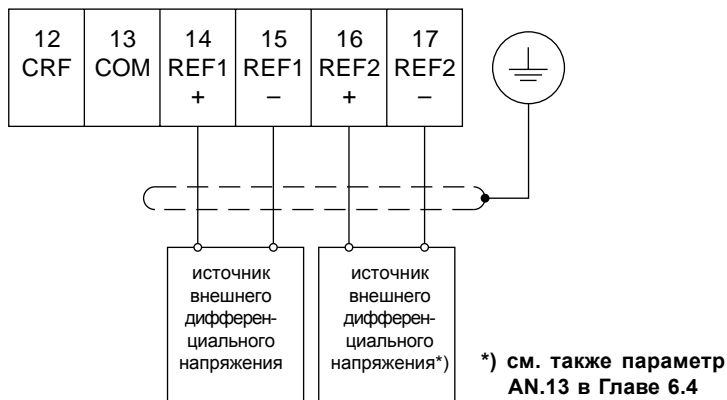 12 13 14 15 16 17
CRF COM REF1 REF1 REF2 REF2
+ – + –
источник
внешнего
дифферен-
циального
напряжения
источник
внешнего
дифферен-
циального
напряжения*)
*) см. также параметр
AN.13 в Главе 6.4